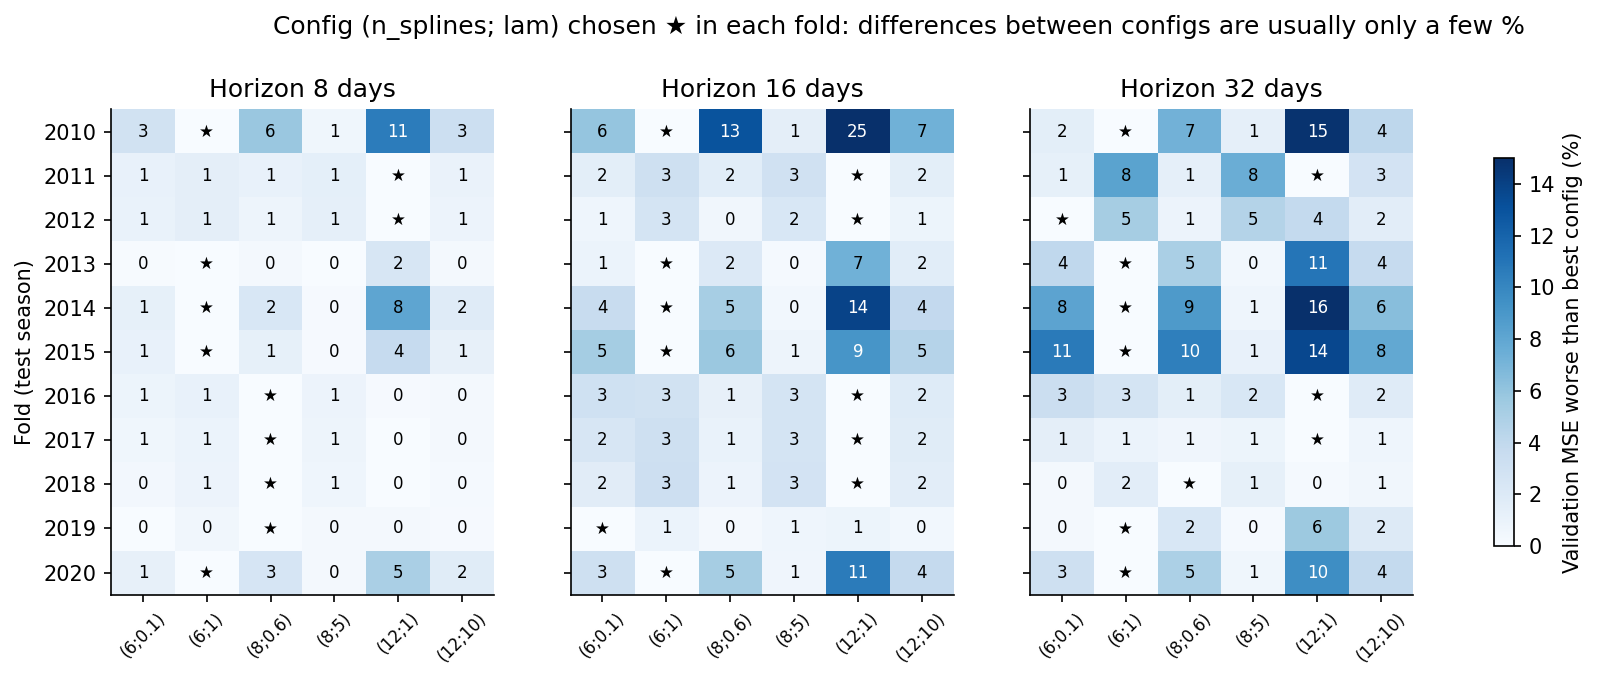 Config (n_splines; lam) chosen ★ in each fold: differences between configs are usually only a few %
Horizon 8 days
Horizon 16 days
Horizon 32 days
Fold (test season)
2010 3 ★ 6 1 11 3 6 ★ 13 1 25 7 2 ★ 7 1 15 4
2011 1 1 1 1 ★ 1 2 3 2 3 ★ 2 1 8 1 8 ★ 3
2012 1 1 1 1 ★ 1 1 3 0 2 ★ 1 ★ 5 1 5 4 2
2013 0 ★ 0 0 2 0 1 ★ 2 0 7 2 4 ★ 5 0 11 4
2014 1 ★ 2 0 8 2 4 ★ 5 0 14 4 8 ★ 9 1 16 6
2015 1 ★ 1 0 4 1 5 ★ 6 1 9 5 11 ★ 10 1 14 8
2016 1 1 ★ 1 0 0 3 3 1 3 ★ 2 3 3 1 2 ★ 2
2017 1 1 ★ 1 0 0 2 3 1 3 ★ 2 1 1 1 1 ★ 1
2018 0 1 ★ 1 0 0 2 3 1 3 ★ 2 0 2 ★ 1 0 1
2019 0 0 ★ 0 0 0 ★ 1 0 1 1 0 0 ★ 2 0 6 2
2020 1 ★ 3 0 5 2 3 ★ 5 1 11 4 3 ★ 5 1 10 4
(6;0.1) (6;1) (8;0.6) (8;5) (12;1) (12;10) (6;0.1) (6;1) (8;0.6) (8;5) (12;1) (12;10) (6;0.1) (6;1) (8;0.6) (8;5) (12;1) (12;10)
14
12
10
8
6
4
2
0
Validation MSE worse than best config (%)